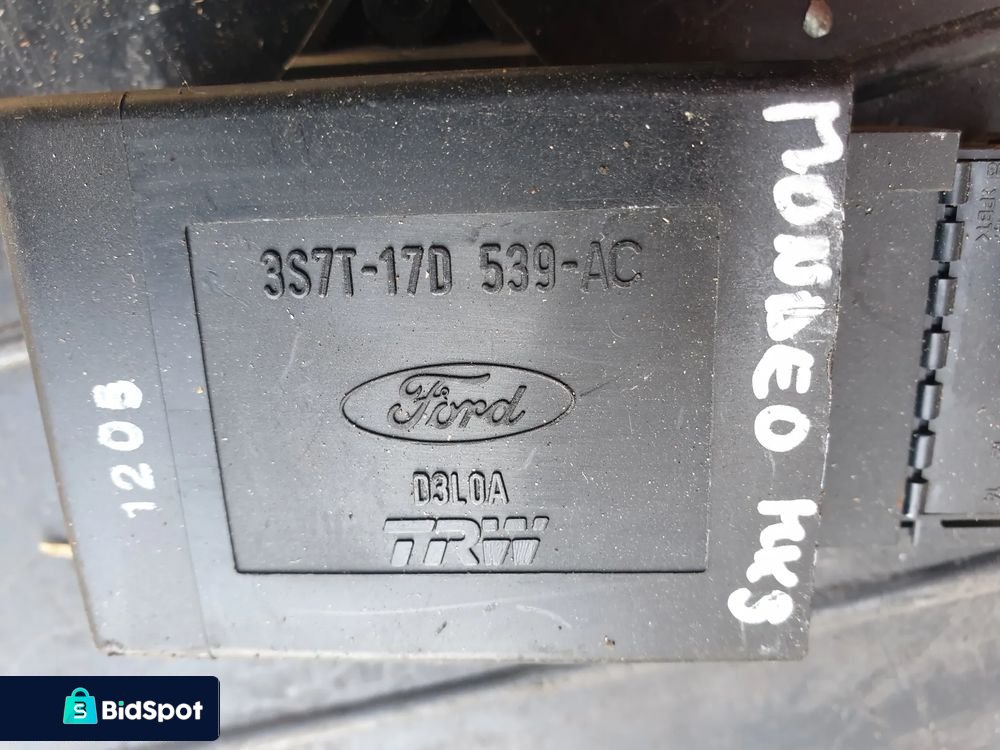 3S7T-17D 539-AC
Ford
D3L0A
TRW
MONDEO MK3
1205
BidSpot